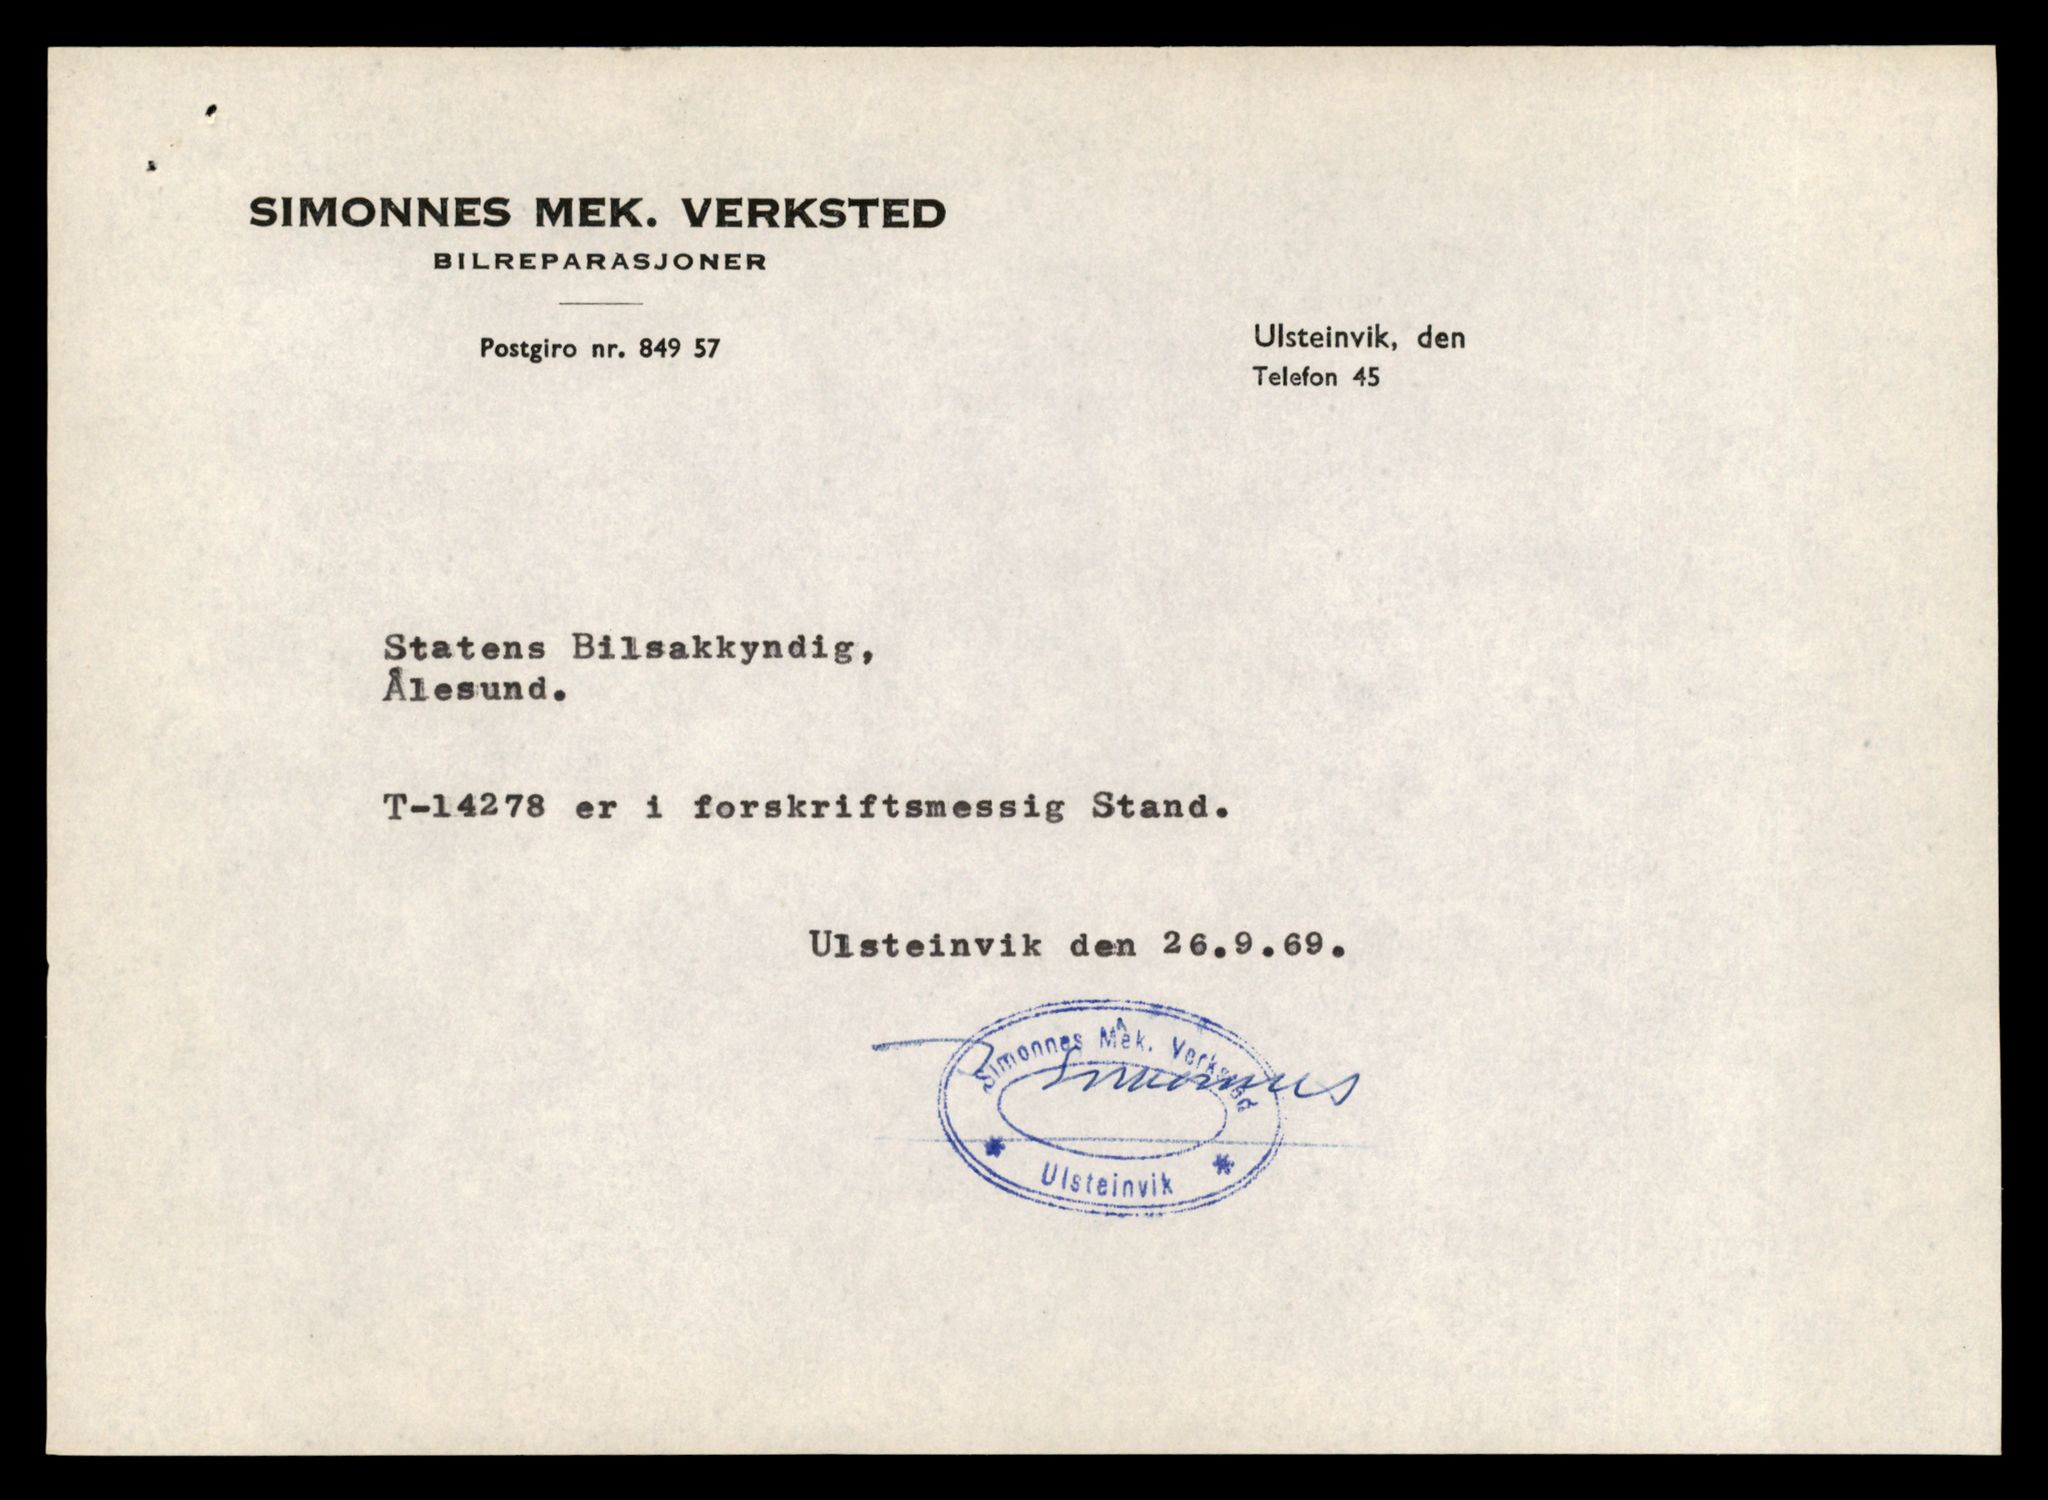 SIMONNES MEK. VERKSTED
BILREPARASJONER
Postgiro nr. 849 57
Ulsteinvik, den
Telefon 45
Statens Bilsakkyndig,
Ålesund.
T-14278 er i forskriftsmessig Stand.
Ulsteinvik den 26.9.69.
Simonnes Mek. Verksted
Simonnes
Ulsteinvik